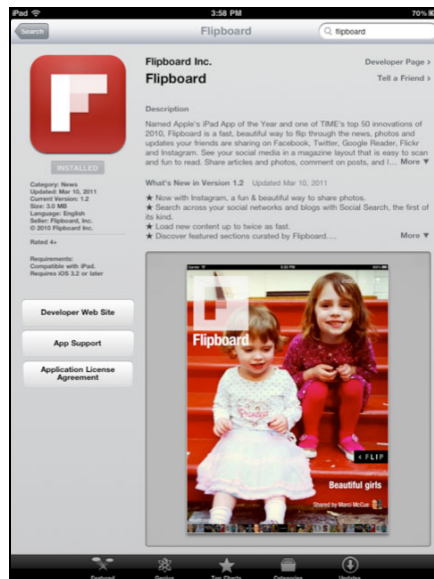 iPad 3:58 PM 70%
Search Flipboard flipboard
Flipboard Inc. Developer Page >
Flipboard Tell a Friend >
Description
Named Apple's iPad App of the Year and one of TIME's top 50 innovations of
2010, Flipboard is a fast, beautiful way to flip through the news, photos and
updates your friends are sharing on Facebook, Twitter, Google Reader, Flickr
and Instagram. See your social media in a magazine layout that is easy to scan
and fun to read. Share articles and photos, comment on posts, and l... More ▼
INSTALLED
Category: News
Updated: Mar 10, 2011
Current Version: 1.2
Size: 3.0 MB
Language: English
Seller: Flipboard, Inc.
© 2010 Flipboard Inc.
Rated 4+
Requirements:
Compatible with iPad.
Requires iOS 3.2 or later
What's New in Version 1.2 Updated Mar 10, 2011
★ Now with Instagram, a fun & beautiful way to share photos.
★ Search across your social networks and blogs with Social Search, the first of
its kind.
★ Load new content up to twice as fast.
★ Discover featured sections curated by Flipboard.... More ▼
Developer Web Site
App Support
Application License
Agreement
Flipboard
< FLIP
Beautiful girls
Shared by Marci McCue
Featured Genius Top Charts Categories Updates